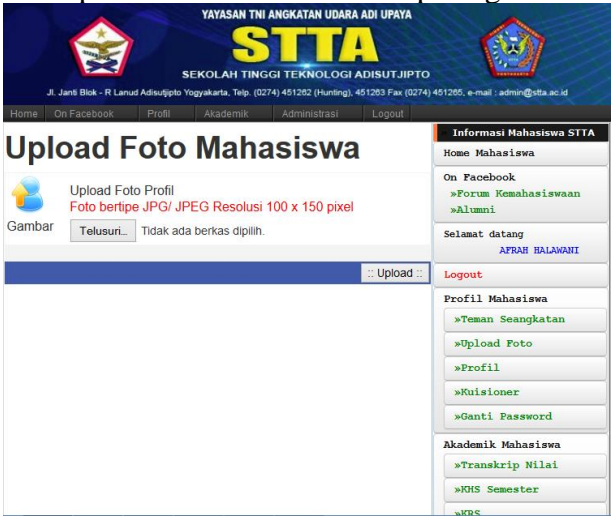 YAYASAN TNI ANGKATAN UDARA ADI UPAYA
STTA
SEKOLAH TINGGI TEKNOLOGI ADISUTJIPTO
Jl. Janti Blok - R Lanud Adisutjipto Yogyakarta, Telp. (0274) 451262 (Hunting), 451263 Fax (0274) 451265, e-mail : admin@stta.ac.id
Home On Facebook Profil Akademik Administrasi Logout
Upload Foto Mahasiswa
Upload Foto Profil
Foto bertipe JPG/ JPEG Resolusi 100 x 150 pixel
Gambar
Telusuri... Tidak ada berkas dipilih.
:: Upload ::
Informasi Mahasiswa STTA
Home Mahasiswa
On Facebook
»Forum Kemahasiswaan
»Alumni
Selamat datang
AFRAH HALAWANI
Logout
Profil Mahasiswa
»Teman Seangkatan
»Upload Foto
»Profil
»Kuisioner
»Ganti Password
Akademik Mahasiswa
»Transkrip Nilai
»KHS Semester
»KRS